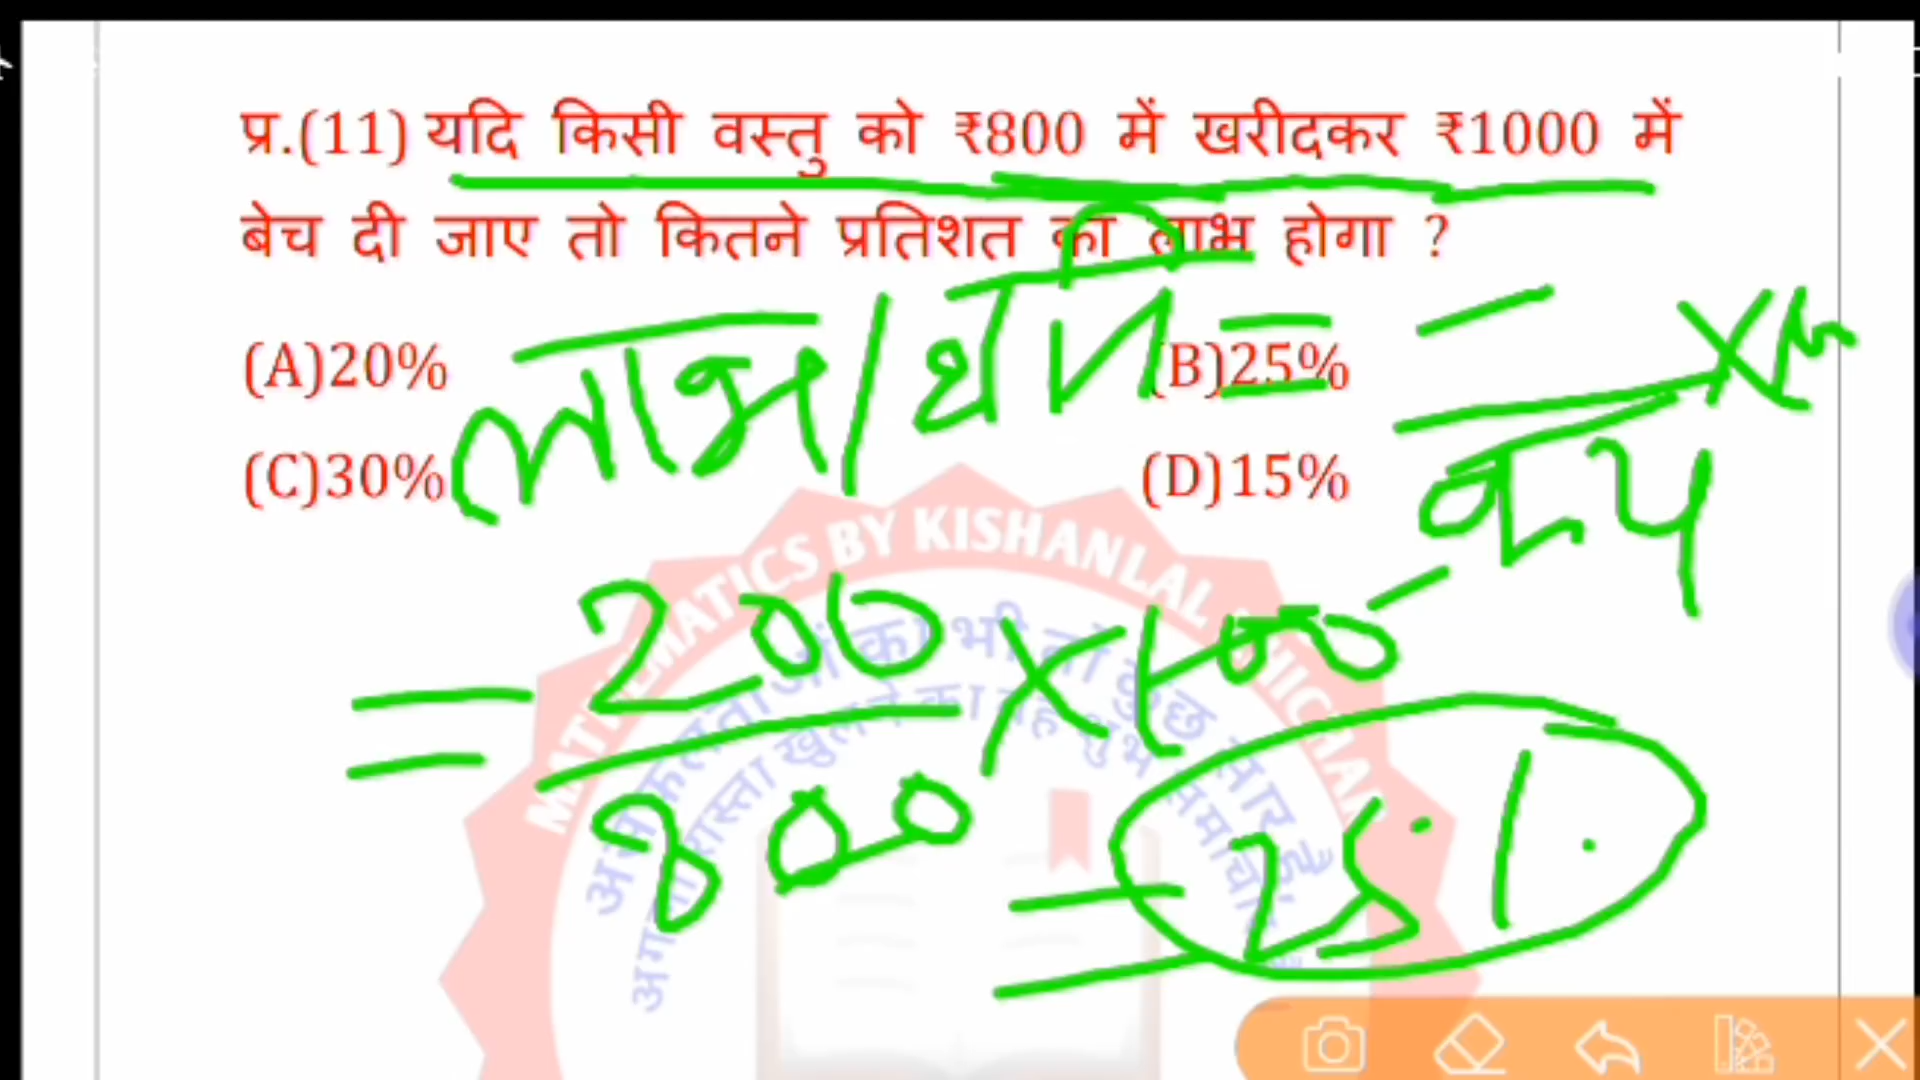 प्र.(11) यदि किसी वस्तु को ₹800 में खरीदकर ₹1000 में
बेच दी जाए तो कितने प्रतिशत का लाभ होगा ?
(A)20% (B)25%
(C)30% (D)15%
लाभ/
क्रय
= 200 × 100
800
= 25%
MATHEMATICS BY KISHANLAL